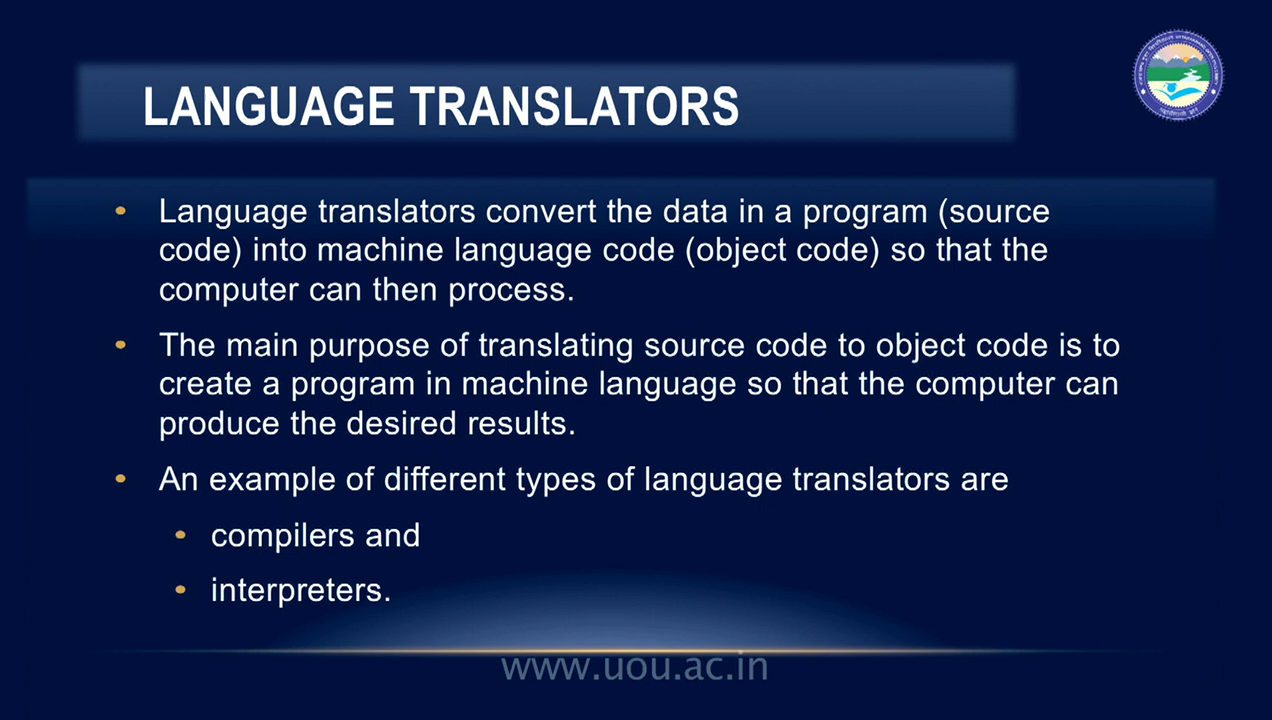 LANGUAGE TRANSLATORS
• Language translators convert the data in a program (source
code) into machine language code (object code) so that the
computer can then process.
• The main purpose of translating source code to object code is to
create a program in machine language so that the computer can
produce the desired results.
• An example of different types of language translators are
• compilers and
• interpreters.
www.uou.ac.in